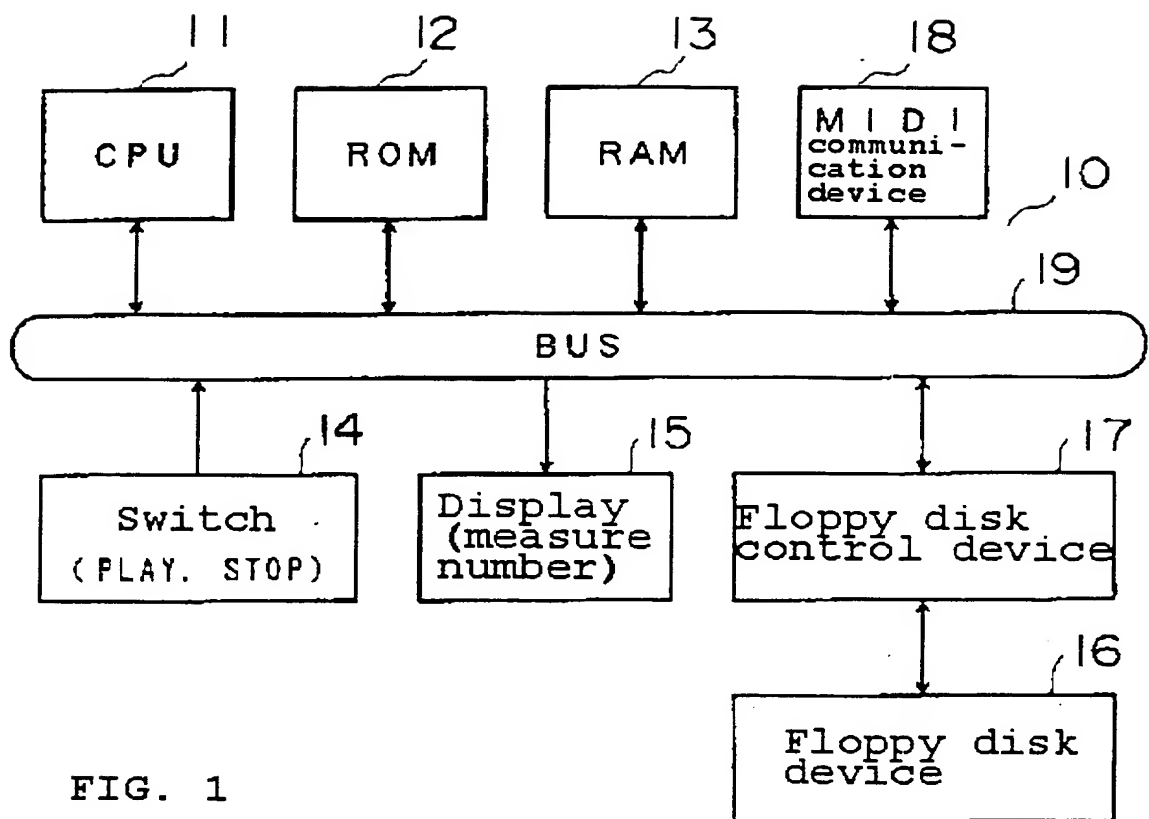 11
12
13
18
CPU
ROM
RAM
MIDI
communi-
cation
device
10
19
BUS
14
15
17
Switch
(PLAY. STOP)
Display
(measure
number)
Floppy disk
control device
16
Floppy disk
device
FIG. 1